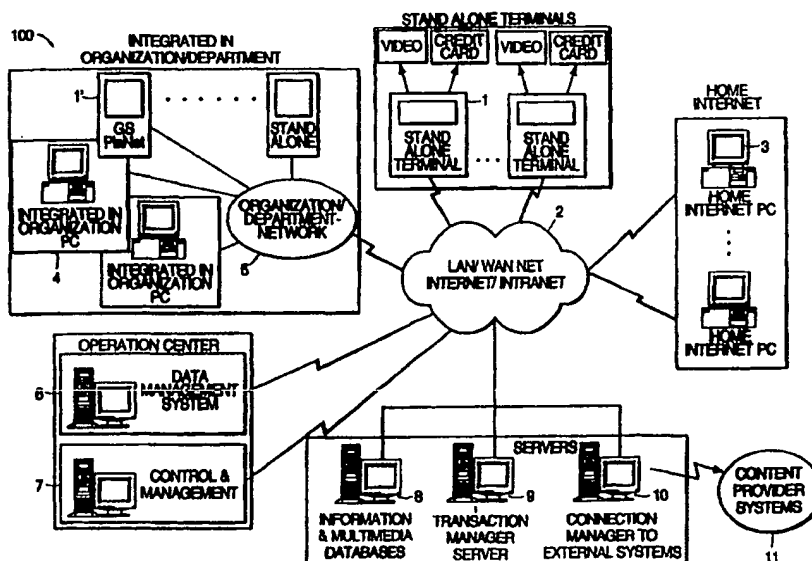 100
INTEGRATED IN
ORGANIZATION/DEPARTMENT
1'
GS
PlaNet
STAND
ALONE
INTEGRATED IN
ORGANIZATION
PC
4
INTEGRATED IN
ORGANIZATION
PC
ORGANIZATION/
DEPARTMENT-
NETWORK
5
STAND ALONE TERMINALS
VIDEO
CREDIT
CARD
VIDEO
CREDIT
CARD
1
STAND
ALONE
TERMINAL
STAND
ALONE
TERMINAL
HOME
INTERNET
3
HOME
INTERNET PC
HOME
INTERNET PC
2
LAN/ WAN NET
INTERNET/ INTRANET
OPERATION CENTER
6
DATA
MANAGEMENT
SYSTEM
7
CONTROL &
MANAGEMENT
SERVERS
8
INFORMATION
& MULTIMEDIA
DATABASES
9
TRANSACTION
MANAGER
SERVER
10
CONNECTION
MANAGER TO
EXTERNAL SYSTEMS
CONTENT
PROVIDER
SYSTEMS
11